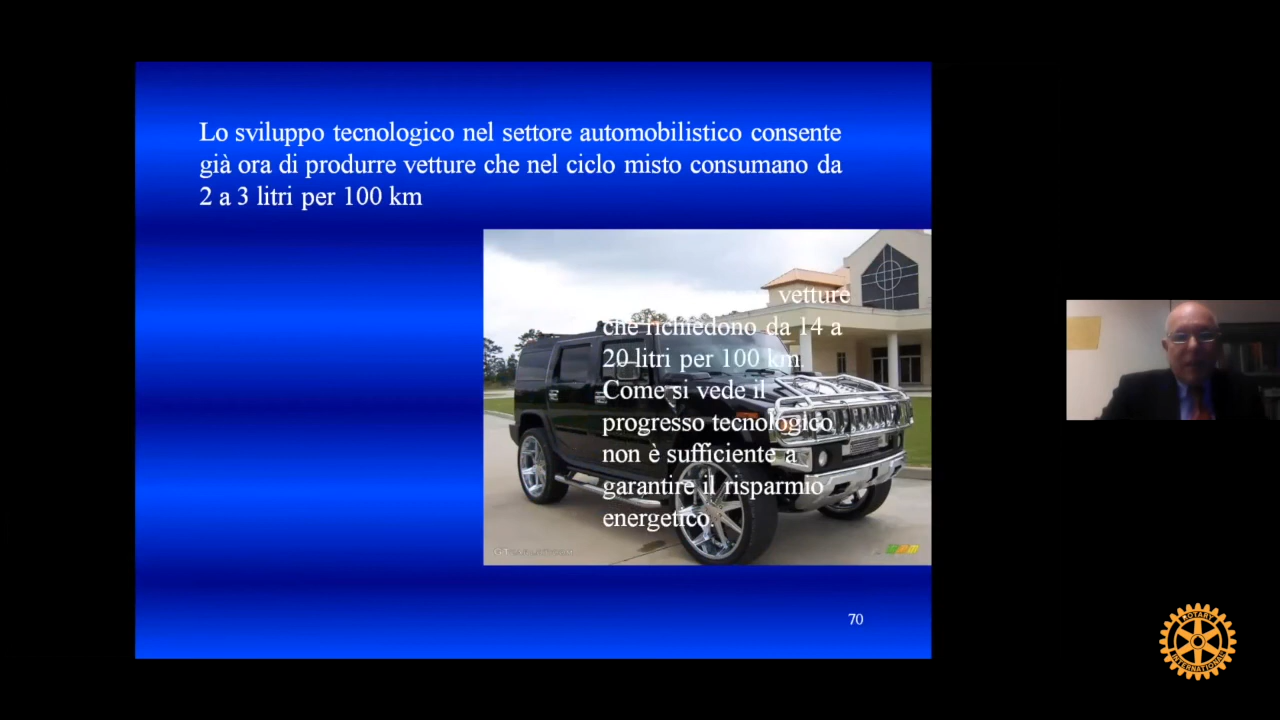 Lo sviluppo tecnologico nel settore automobilistico consente
già ora di produrre vetture che nel ciclo misto consumano da
2 a 3 litri per 100 km
vetture
che richiedono da 14 a
20 litri per 100 km.
Come si vede il
progresso tecnologico
non è sufficiente a
garantire il risparmio
energetico.
70
ROTARY
INTERNATIONAL